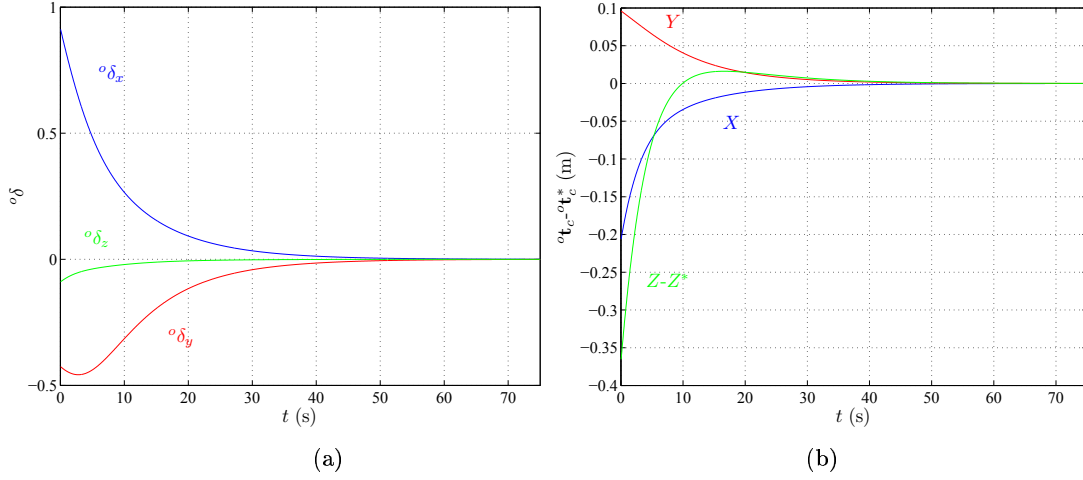 1
0.5
0
−0.5
ᵒδ
ᵒδₓ
ᵒδ_z
ᵒδ_y
0 10 20 30 40 50 60 70
t (s)
(a)
0.1
0.05
0
−0.05
−0.1
−0.15
−0.2
−0.25
−0.3
−0.35
−0.4
ᵒt_c-ᵒt_c^* (m)
Y
X
Z-Z*
0 10 20 30 40 50 60 70
t (s)
(b)